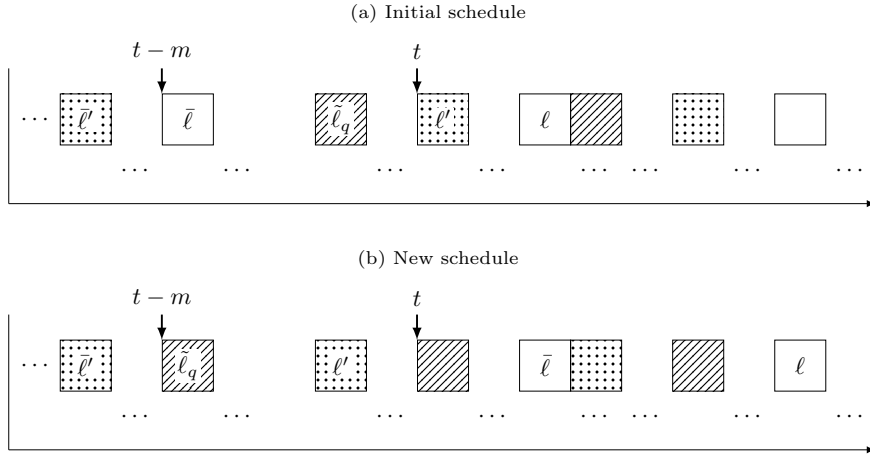 (a) Initial schedule
t − m
t
⋯ ℓ̄′ ℓ̄ ℓ̃_q ℓ′ ℓ
⋯ ⋯ ⋯ ⋯ ⋯ ⋯ ⋯ ⋯
(b) New schedule
t − m
t
⋯ ℓ̄′ ℓ̃_q ℓ′ ℓ̄ ℓ
⋯ ⋯ ⋯ ⋯ ⋯ ⋯ ⋯ ⋯